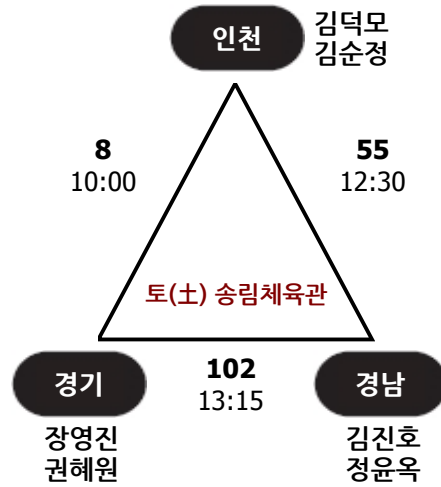 인천
김덕모
김순정
8
10:00
55
12:30
토(土) 송림체육관
102
13:15
경기
장영진
권혜원
경남
김진호
정윤옥